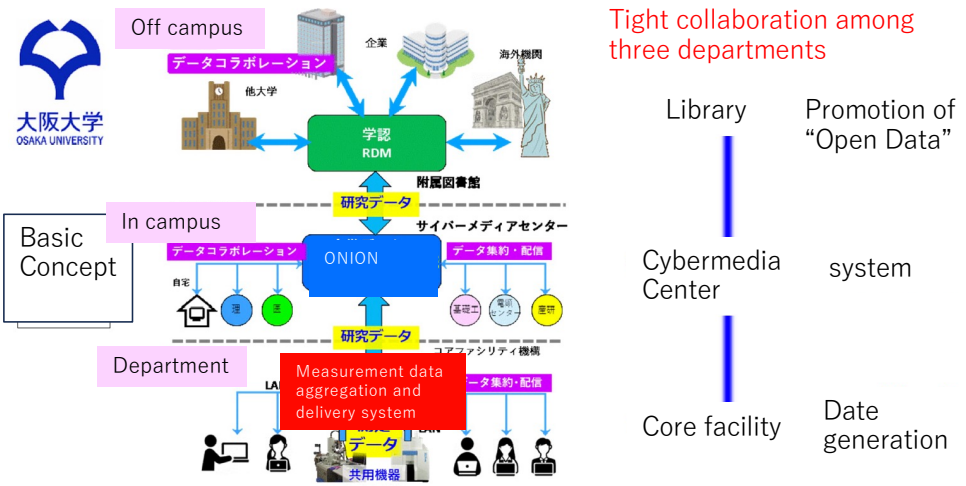 大阪大学
OSAKA UNIVERSITY
Off campus
データコラボレーション
企業
海外機関
他大学
学認
RDM
附属図書館
研究データ
In campus
サイバーメディアセンター
データコラボレーション
ONION
データ集約・配信
自宅
理
医
基礎工
電顕
センター
産研
研究データ
コアファシリティ機構
Department
Measurement data
aggregation and
delivery system
データ集約・配信
LAN
データ
共用機器
Basic
Concept
Tight collaboration among
three departments
Library
Promotion of
“Open Data”
Cybermedia
Center
system
Core facility
Date
generation